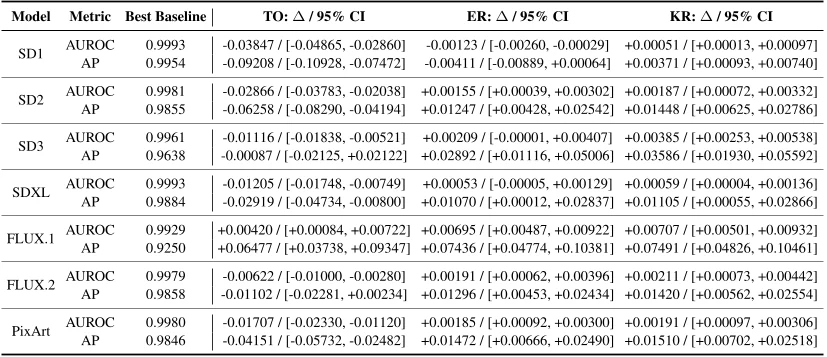 Model Metric Best Baseline TO: Δ / 95% CI ER: Δ / 95% CI KR: Δ / 95% CI
SD1 AUROC 0.9993 -0.03847 / [-0.04865, -0.02860] -0.00123 / [-0.00260, -0.00029] +0.00051 / [+0.00013, +0.00097]
AP 0.9954 -0.09208 / [-0.10928, -0.07472] -0.00411 / [-0.00889, +0.00064] +0.00371 / [+0.00093, +0.00740]
SD2 AUROC 0.9981 -0.02866 / [-0.03783, -0.02038] +0.00155 / [+0.00039, +0.00302] +0.00187 / [+0.00072, +0.00332]
AP 0.9855 -0.06258 / [-0.08290, -0.04194] +0.01247 / [+0.00428, +0.02542] +0.01448 / [+0.00625, +0.02786]
SD3 AUROC 0.9961 -0.01116 / [-0.01838, -0.00521] +0.00209 / [-0.00001, +0.00407] +0.00385 / [+0.00253, +0.00538]
AP 0.9638 -0.00087 / [-0.02125, +0.02122] +0.02892 / [+0.01116, +0.05006] +0.03586 / [+0.01930, +0.05592]
SDXL AUROC 0.9993 -0.01205 / [-0.01748, -0.00749] +0.00053 / [-0.00005, +0.00129] +0.00059 / [+0.00004, +0.00136]
AP 0.9884 -0.02919 / [-0.04734, -0.00800] +0.01070 / [+0.00012, +0.02837] +0.01105 / [+0.00055, +0.02866]
FLUX.1 AUROC 0.9929 +0.00420 / [+0.00084, +0.00722] +0.00695 / [+0.00487, +0.00922] +0.00707 / [+0.00501, +0.00932]
AP 0.9250 +0.06477 / [+0.03738, +0.09347] +0.07436 / [+0.04774, +0.10381] +0.07491 / [+0.04826, +0.10461]
FLUX.2 AUROC 0.9979 -0.00622 / [-0.01000, -0.00280] +0.00191 / [+0.00062, +0.00396] +0.00211 / [+0.00073, +0.00442]
AP 0.9858 -0.01102 / [-0.02281, +0.00234] +0.01296 / [+0.00453, +0.02434] +0.01420 / [+0.00562, +0.02554]
PixArt AUROC 0.9980 -0.01707 / [-0.02330, -0.01120] +0.00185 / [+0.00092, +0.00300] +0.00191 / [+0.00097, +0.00306]
AP 0.9846 -0.04151 / [-0.05732, -0.02482] +0.01472 / [+0.00666, +0.02490] +0.01510 / [+0.00702, +0.02518]